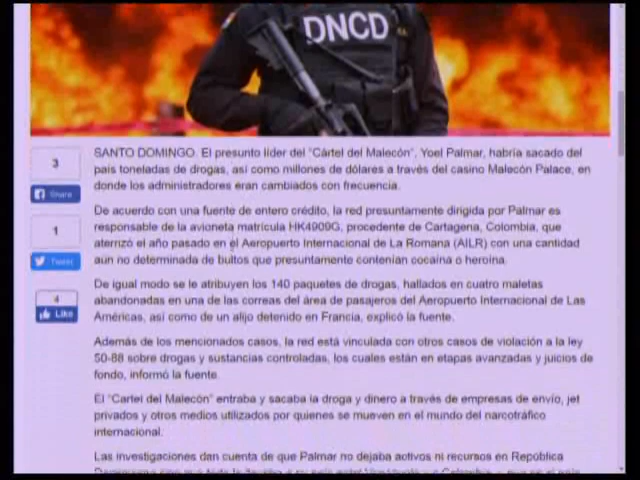 DNCD
3
Share
1
Tweet
4
Like
SANTO DOMINGO. El presunto líder del "Cártel del Malecón", Yoel Palmar, habría sacado del
país toneladas de drogas, así como millones de dólares a través del casino Malecón Palace, en
donde los administradores eran cambiados con frecuencia.
De acuerdo con una fuente de entero crédito, la red presuntamente dirigida por Palmar es
responsable de la avioneta matrícula HK4909G, procedente de Cartagena, Colombia, que
aterrizó el año pasado en el Aeropuerto Internacional de La Romana (AILR) con una cantidad
aún no determinada de bultos que presuntamente contenían cocaína o heroína.
De igual modo se le atribuyen los 140 paquetes de drogas, hallados en cuatro maletas
abandonadas en una de las correas del área de pasajeros del Aeropuerto Internacional de Las
Américas, así como de un alijo detenido en Francia, explicó la fuente.
Además de los mencionados casos, la red está vinculada con otros casos de violación a la ley
50-88 sobre drogas y sustancias controladas, los cuales están en etapas avanzadas y juicios de
fondo, informó la fuente.
El "Cartel del Malecón" entraba y sacaba la droga y dinero a través de empresas de envío, jet
privados y otros medios utilizados por quienes se mueven en el mundo del narcotráfico
internacional.
Las investigaciones dan cuenta de que Palmar no dejaba activos ni recursos en República